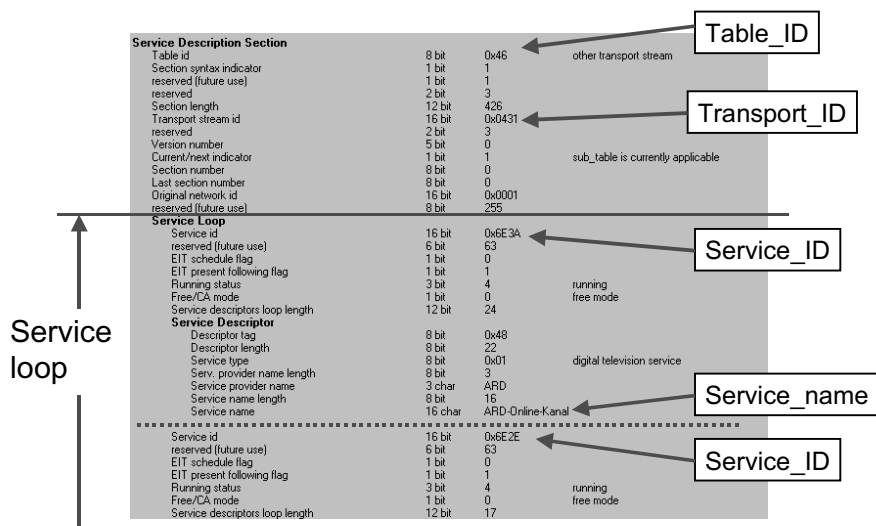 Table_ID
Service Description Section
Table id 8 bit 0x46 other transport stream
Section syntax indicator 1 bit 1
reserved (future use) 1 bit 1
reserved 2 bit 3
Section length 12 bit 426
Transport_ID
Transport stream id 16 bit 0x0431
reserved 2 bit 3
Version number 5 bit 0
Current/next indicator 1 bit 1 sub_table is currently applicable
Section number 8 bit 0
Last section number 8 bit 0
Original network id 16 bit 0x0001
reserved (future use) 8 bit 255
Service Loop
Service id 16 bit 0x6E3A
Service_ID
reserved (future use) 6 bit 63
EIT schedule flag 1 bit 0
EIT present following flag 1 bit 1
Running status 3 bit 4 running
Free/CA mode 1 bit 0 free mode
Service descriptors loop length 12 bit 24
Service
loop
Service Descriptor
Descriptor tag 8 bit 0x48
Descriptor length 8 bit 22
Service type 8 bit 0x01 digital television service
Serv. provider name length 8 bit 3
Service provider name 3 char ARD
Service name length 8 bit 16
Service name 16 char ARD-Online-Kanal
Service_name
Service id 16 bit 0x6E2E
Service_ID
reserved (future use) 6 bit 63
EIT schedule flag 1 bit 0
EIT present following flag 1 bit 1
Running status 3 bit 4 running
Free/CA mode 1 bit 0 free mode
Service descriptors loop length 12 bit 17